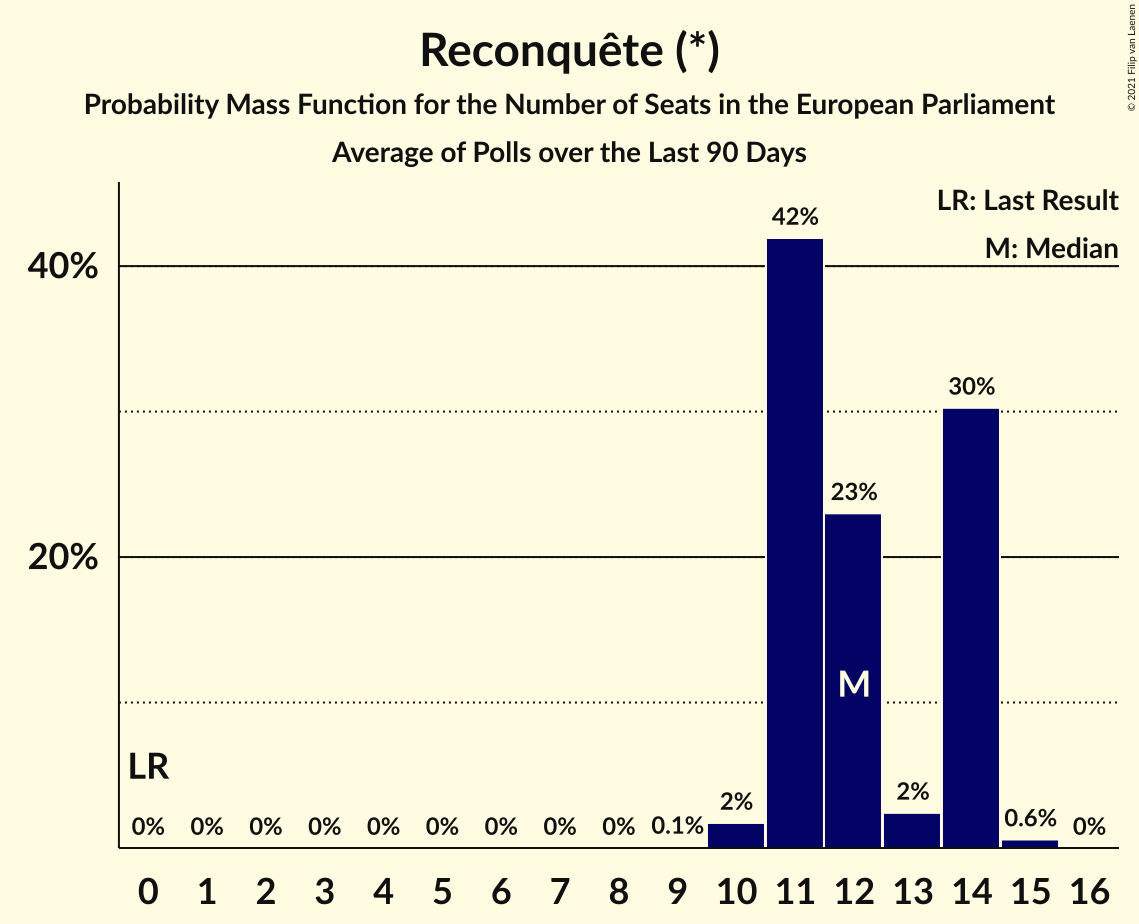 Reconquête (*)
Probability Mass Function for the Number of Seats in the European Parliament
Average of Polls over the Last 90 Days
© 2021 Filip van Laenen
LR: Last Result
M: Median
40%
20%
42%
30%
23%
M
LR
0% 0% 0% 0% 0% 0% 0% 0% 0% 0.1% 2% 2% 0.6% 0%
0 1 2 3 4 5 6 7 8 9 10 11 12 13 14 15 16